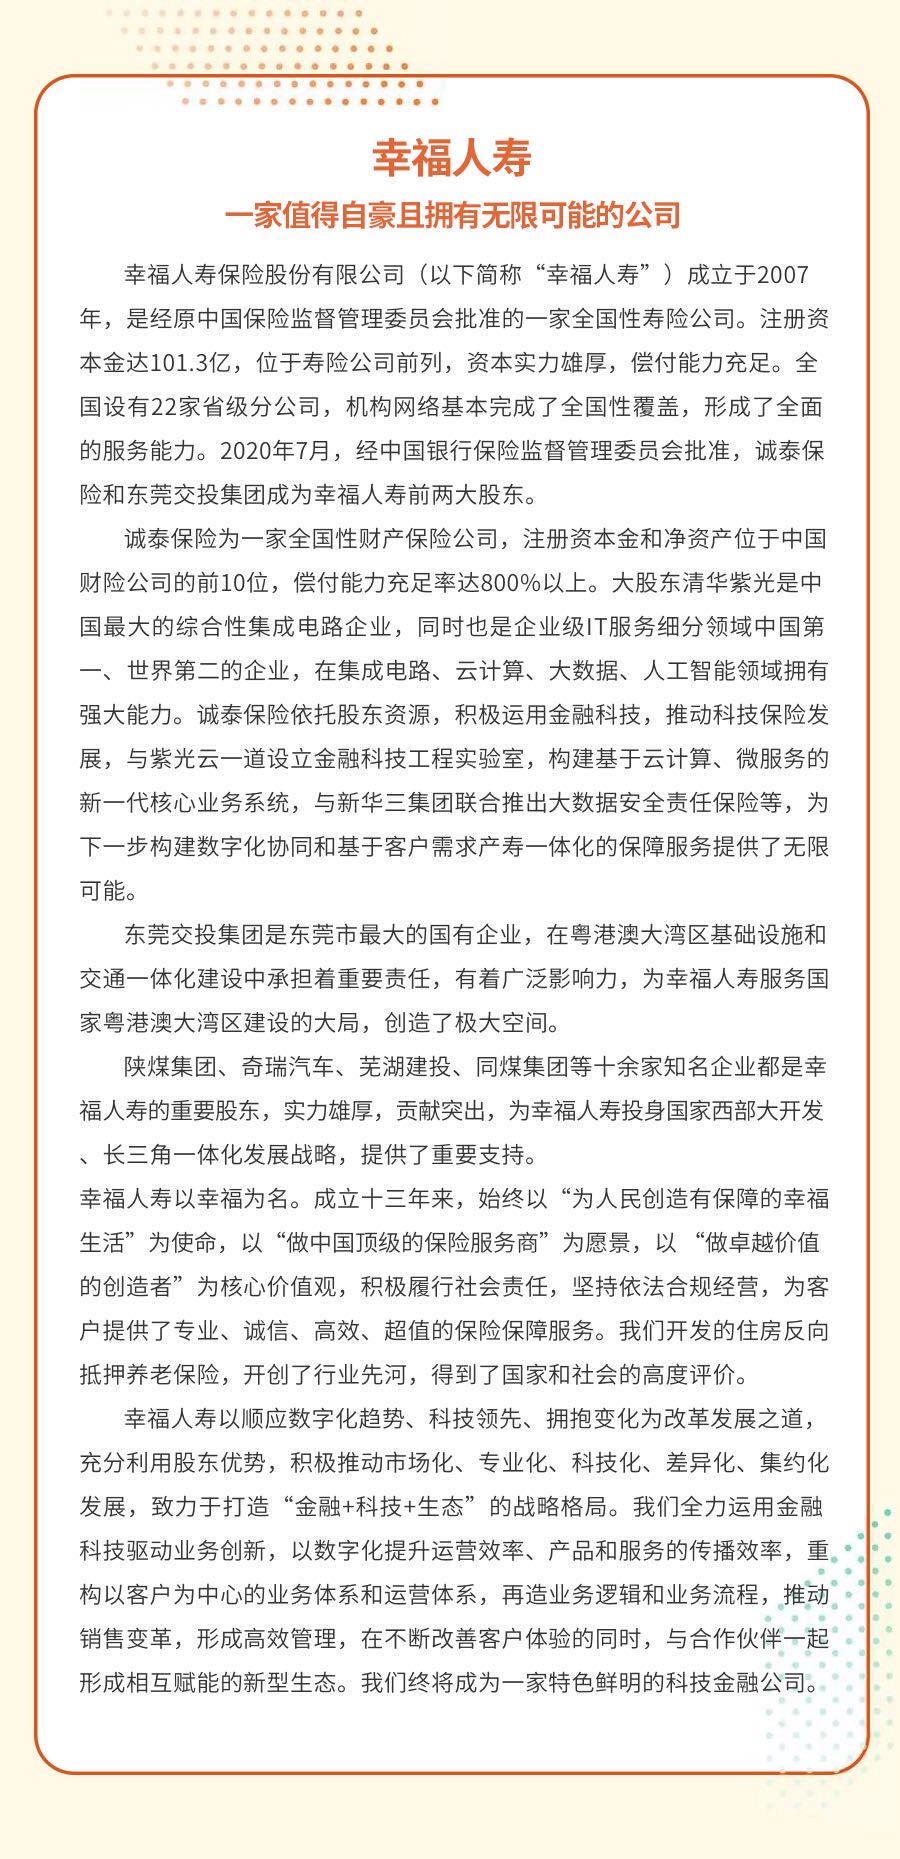 幸福人寿
一家值得自豪且拥有无限可能的公司
幸福人寿保险股份有限公司（以下简称“幸福人寿”）成立于2007
年，是经原中国保险监督管理委员会批准的一家全国性寿险公司。注册资
本金达101.3亿，位于寿险公司前列，资本实力雄厚，偿付能力充足。全
国设有22家省级分公司，机构网络基本完成了全国性覆盖，形成了全面
的服务能力。2020年7月，经中国银行保险监督管理委员会批准，诚泰保
险和东莞交投集团成为幸福人寿前两大股东。
诚泰保险为一家全国性财产保险公司，注册资本金和净资产位于中国
财险公司的前10位，偿付能力充足率达800%以上。大股东清华紫光是中
国最大的综合性集成电路企业，同时也是企业级IT服务细分领域中国第
一、世界第二的企业，在集成电路、云计算、大数据、人工智能领域拥有
强大能力。诚泰保险依托股东资源，积极运用金融科技，推动科技保险发
展，与紫光云一道设立金融科技工程实验室，构建基于云计算、微服务的
新一代核心业务系统，与新华三集团联合推出大数据安全责任保险等，为
下一步构建数字化协同和基于客户需求产寿一体化的保障服务提供了无限
可能。
东莞交投集团是东莞市最大的国有企业，在粤港澳大湾区基础设施和
交通一体化建设中承担着重要责任，有着广泛影响力，为幸福人寿服务国
家粤港澳大湾区建设的大局，创造了极大空间。
陕煤集团、奇瑞汽车、芜湖建投、同煤集团等十余家知名企业都是幸
福人寿的重要股东，实力雄厚，贡献突出，为幸福人寿投身国家西部大开发
、长三角一体化发展战略，提供了重要支持。
幸福人寿以幸福为名。成立十三年来，始终以“为人民创造有保障的幸福
生活”为使命，以“做中国顶级的保险服务商”为愿景，以 “做卓越价值
的创造者”为核心价值观，积极履行社会责任，坚持依法合规经营，为客
户提供了专业、诚信、高效、超值的保险保障服务。我们开发的住房反向
抵押养老保险，开创了行业先河，得到了国家和社会的高度评价。
幸福人寿以顺应数字化趋势、科技领先、拥抱变化为改革发展之道，
充分利用股东优势，积极推动市场化、专业化、科技化、差异化、集约化
发展，致力于打造“金融+科技+生态”的战略格局。我们全力运用金融
科技驱动业务创新，以数字化提升运营效率、产品和服务的传播效率，重
构以客户为中心的业务体系和运营体系，再造业务逻辑和业务流程，推动
销售变革，形成高效管理，在不断改善客户体验的同时，与合作伙伴一起
形成相互赋能的新型生态。我们终将成为一家特色鲜明的科技金融公司。